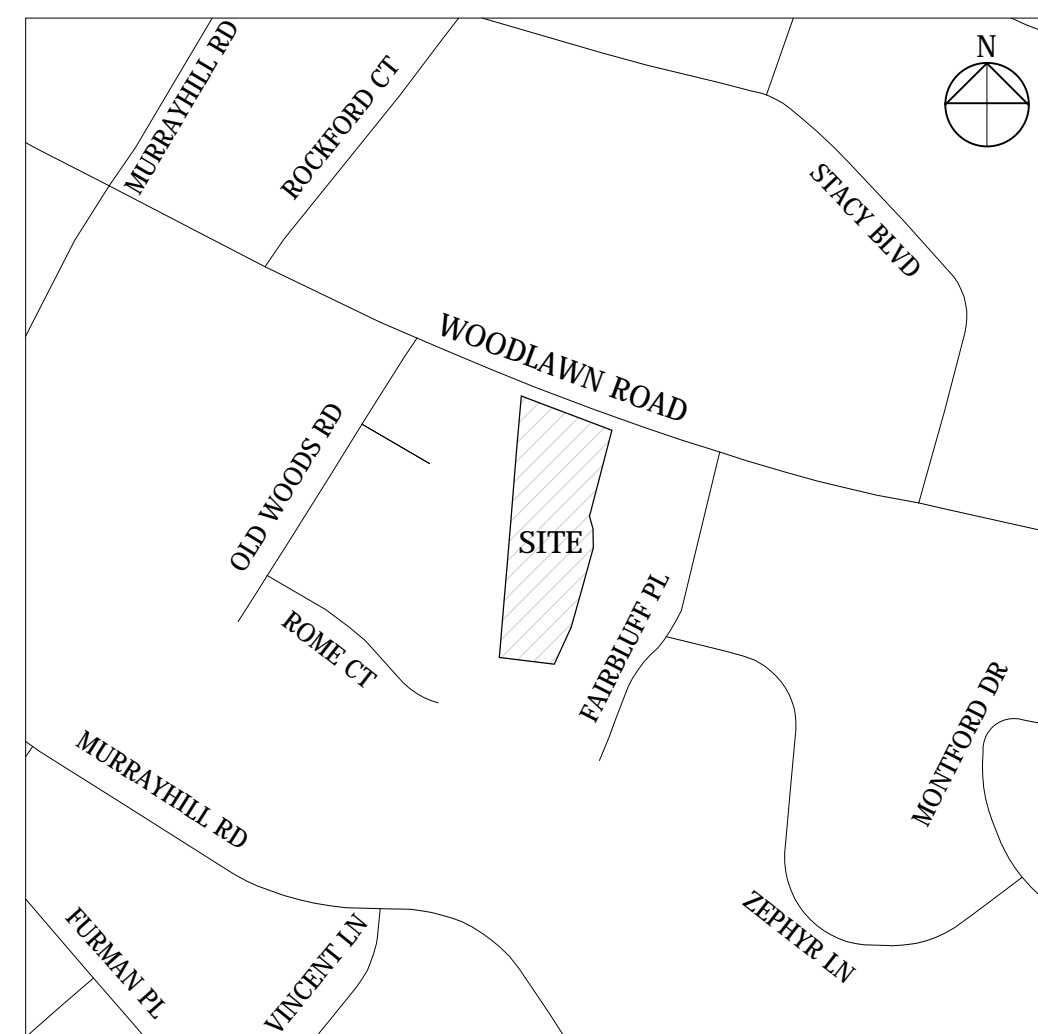 N
MURRAYHILL RD
ROCKFORD CT
STACY BLVD
WOODLAWN ROAD
OLD WOODS RD
SITE
ROME CT
FAIRBLUFF PL
MONTFORD DR
MURRAYHILL RD
ZEPHYR LN
FURMAN PL
VINCENT LN